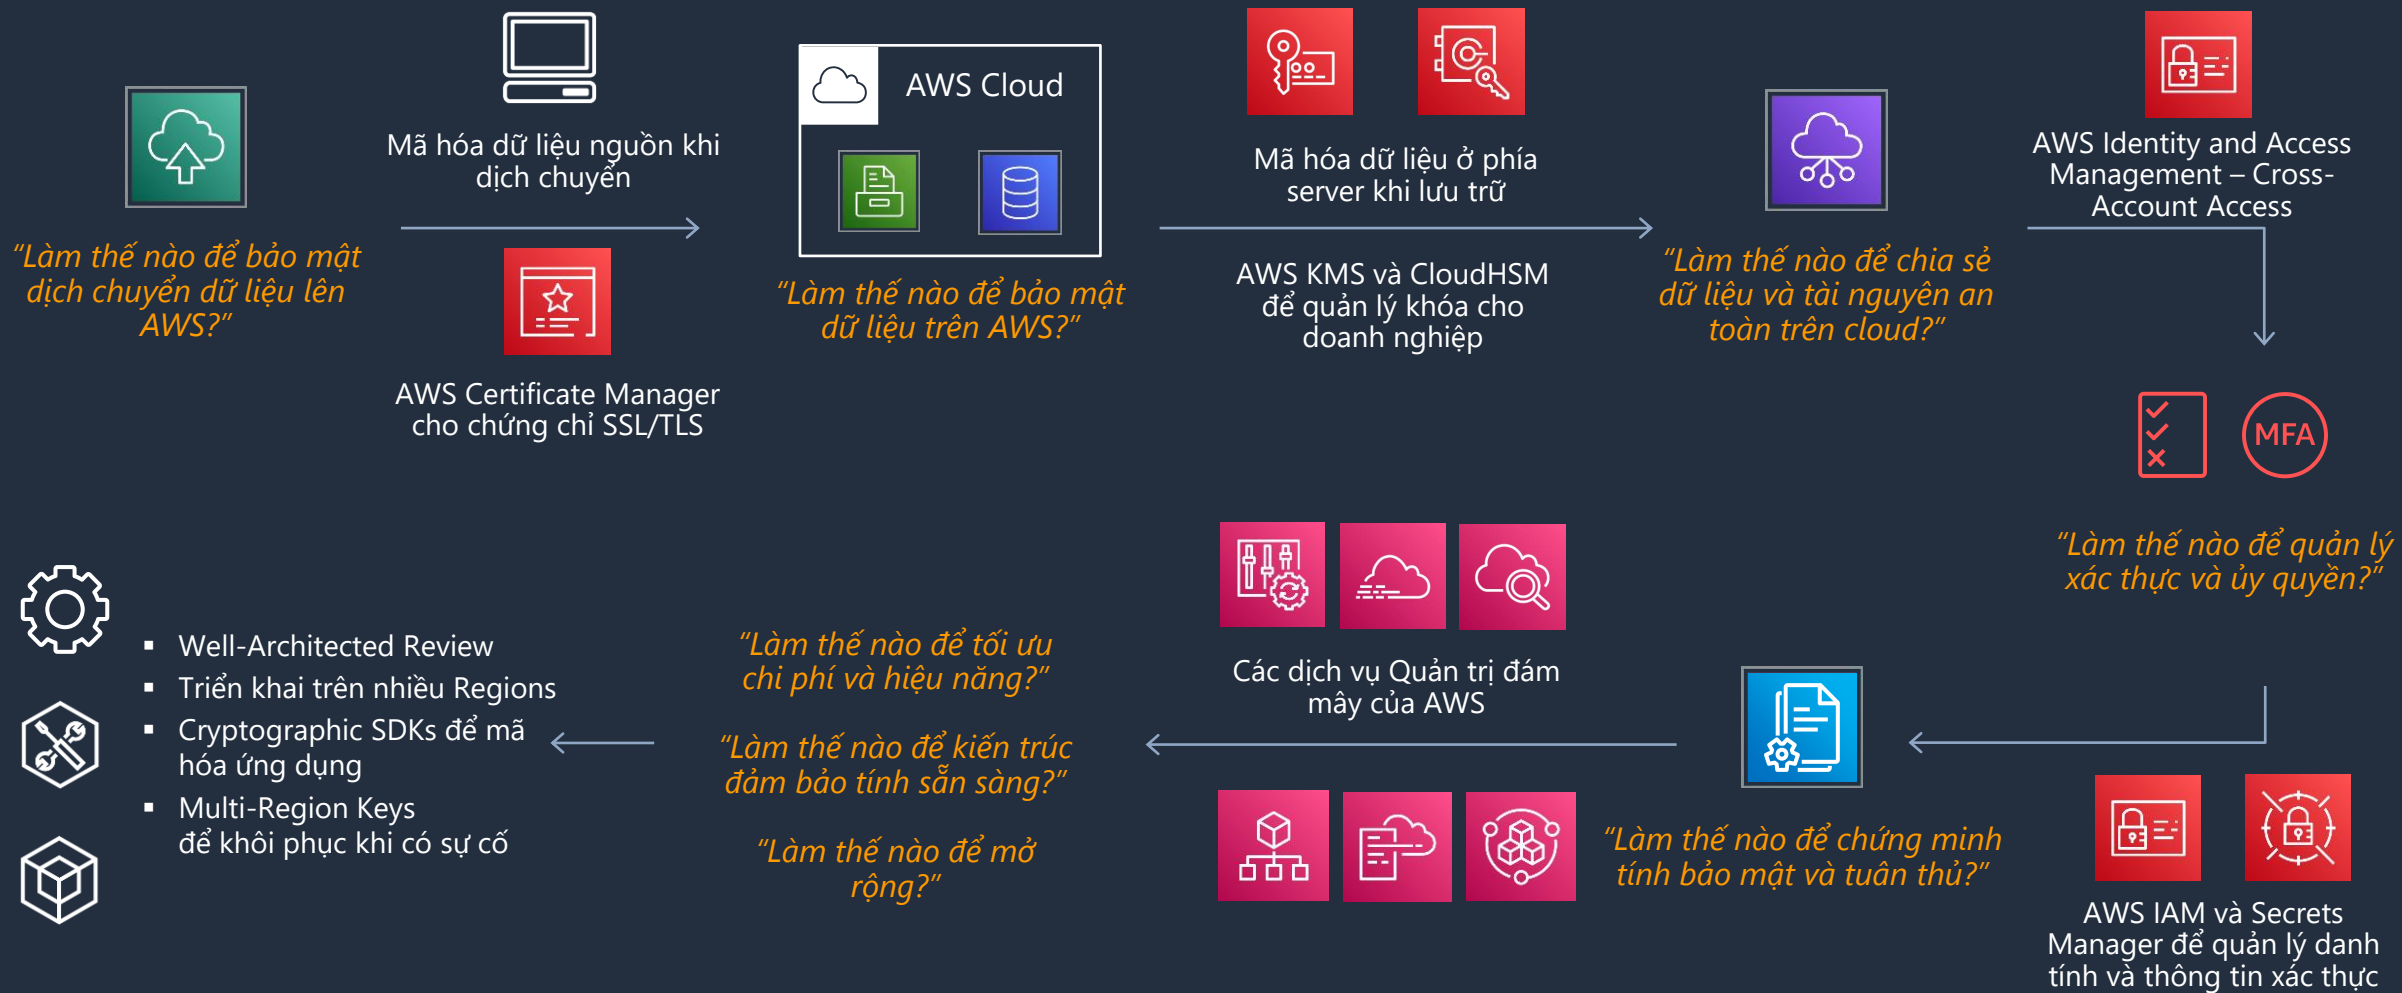 “Làm thế nào để bảo mật
dịch chuyển dữ liệu lên
AWS?”
Mã hóa dữ liệu nguồn khi
dịch chuyển
AWS Certificate Manager
cho chứng chỉ SSL/TLS
AWS Cloud
“Làm thế nào để bảo mật
dữ liệu trên AWS?”
Mã hóa dữ liệu ở phía
server khi lưu trữ
AWS KMS và CloudHSM
để quản lý khóa cho
doanh nghiệp
“Làm thế nào để chia sẻ
dữ liệu và tài nguyên an
toàn trên cloud?”
AWS Identity and Access
Management – Cross-
Account Access
MFA
“Làm thế nào để quản lý
xác thực và ủy quyền?”
AWS IAM và Secrets
Manager để quản lý danh
tính và thông tin xác thực
“Làm thế nào để chứng minh
tính bảo mật và tuân thủ?”
Các dịch vụ Quản trị đám
mây của AWS
“Làm thế nào để tối ưu
chi phí và hiệu năng?”
“Làm thế nào để kiến trúc
đảm bảo tính sẵn sàng?”
“Làm thế nào để mở
rộng?”
▪ Well-Architected Review
▪ Triển khai trên nhiều Regions
▪ Cryptographic SDKs để mã
hóa ứng dụng
▪ Multi-Region Keys
để khôi phục khi có sự cố